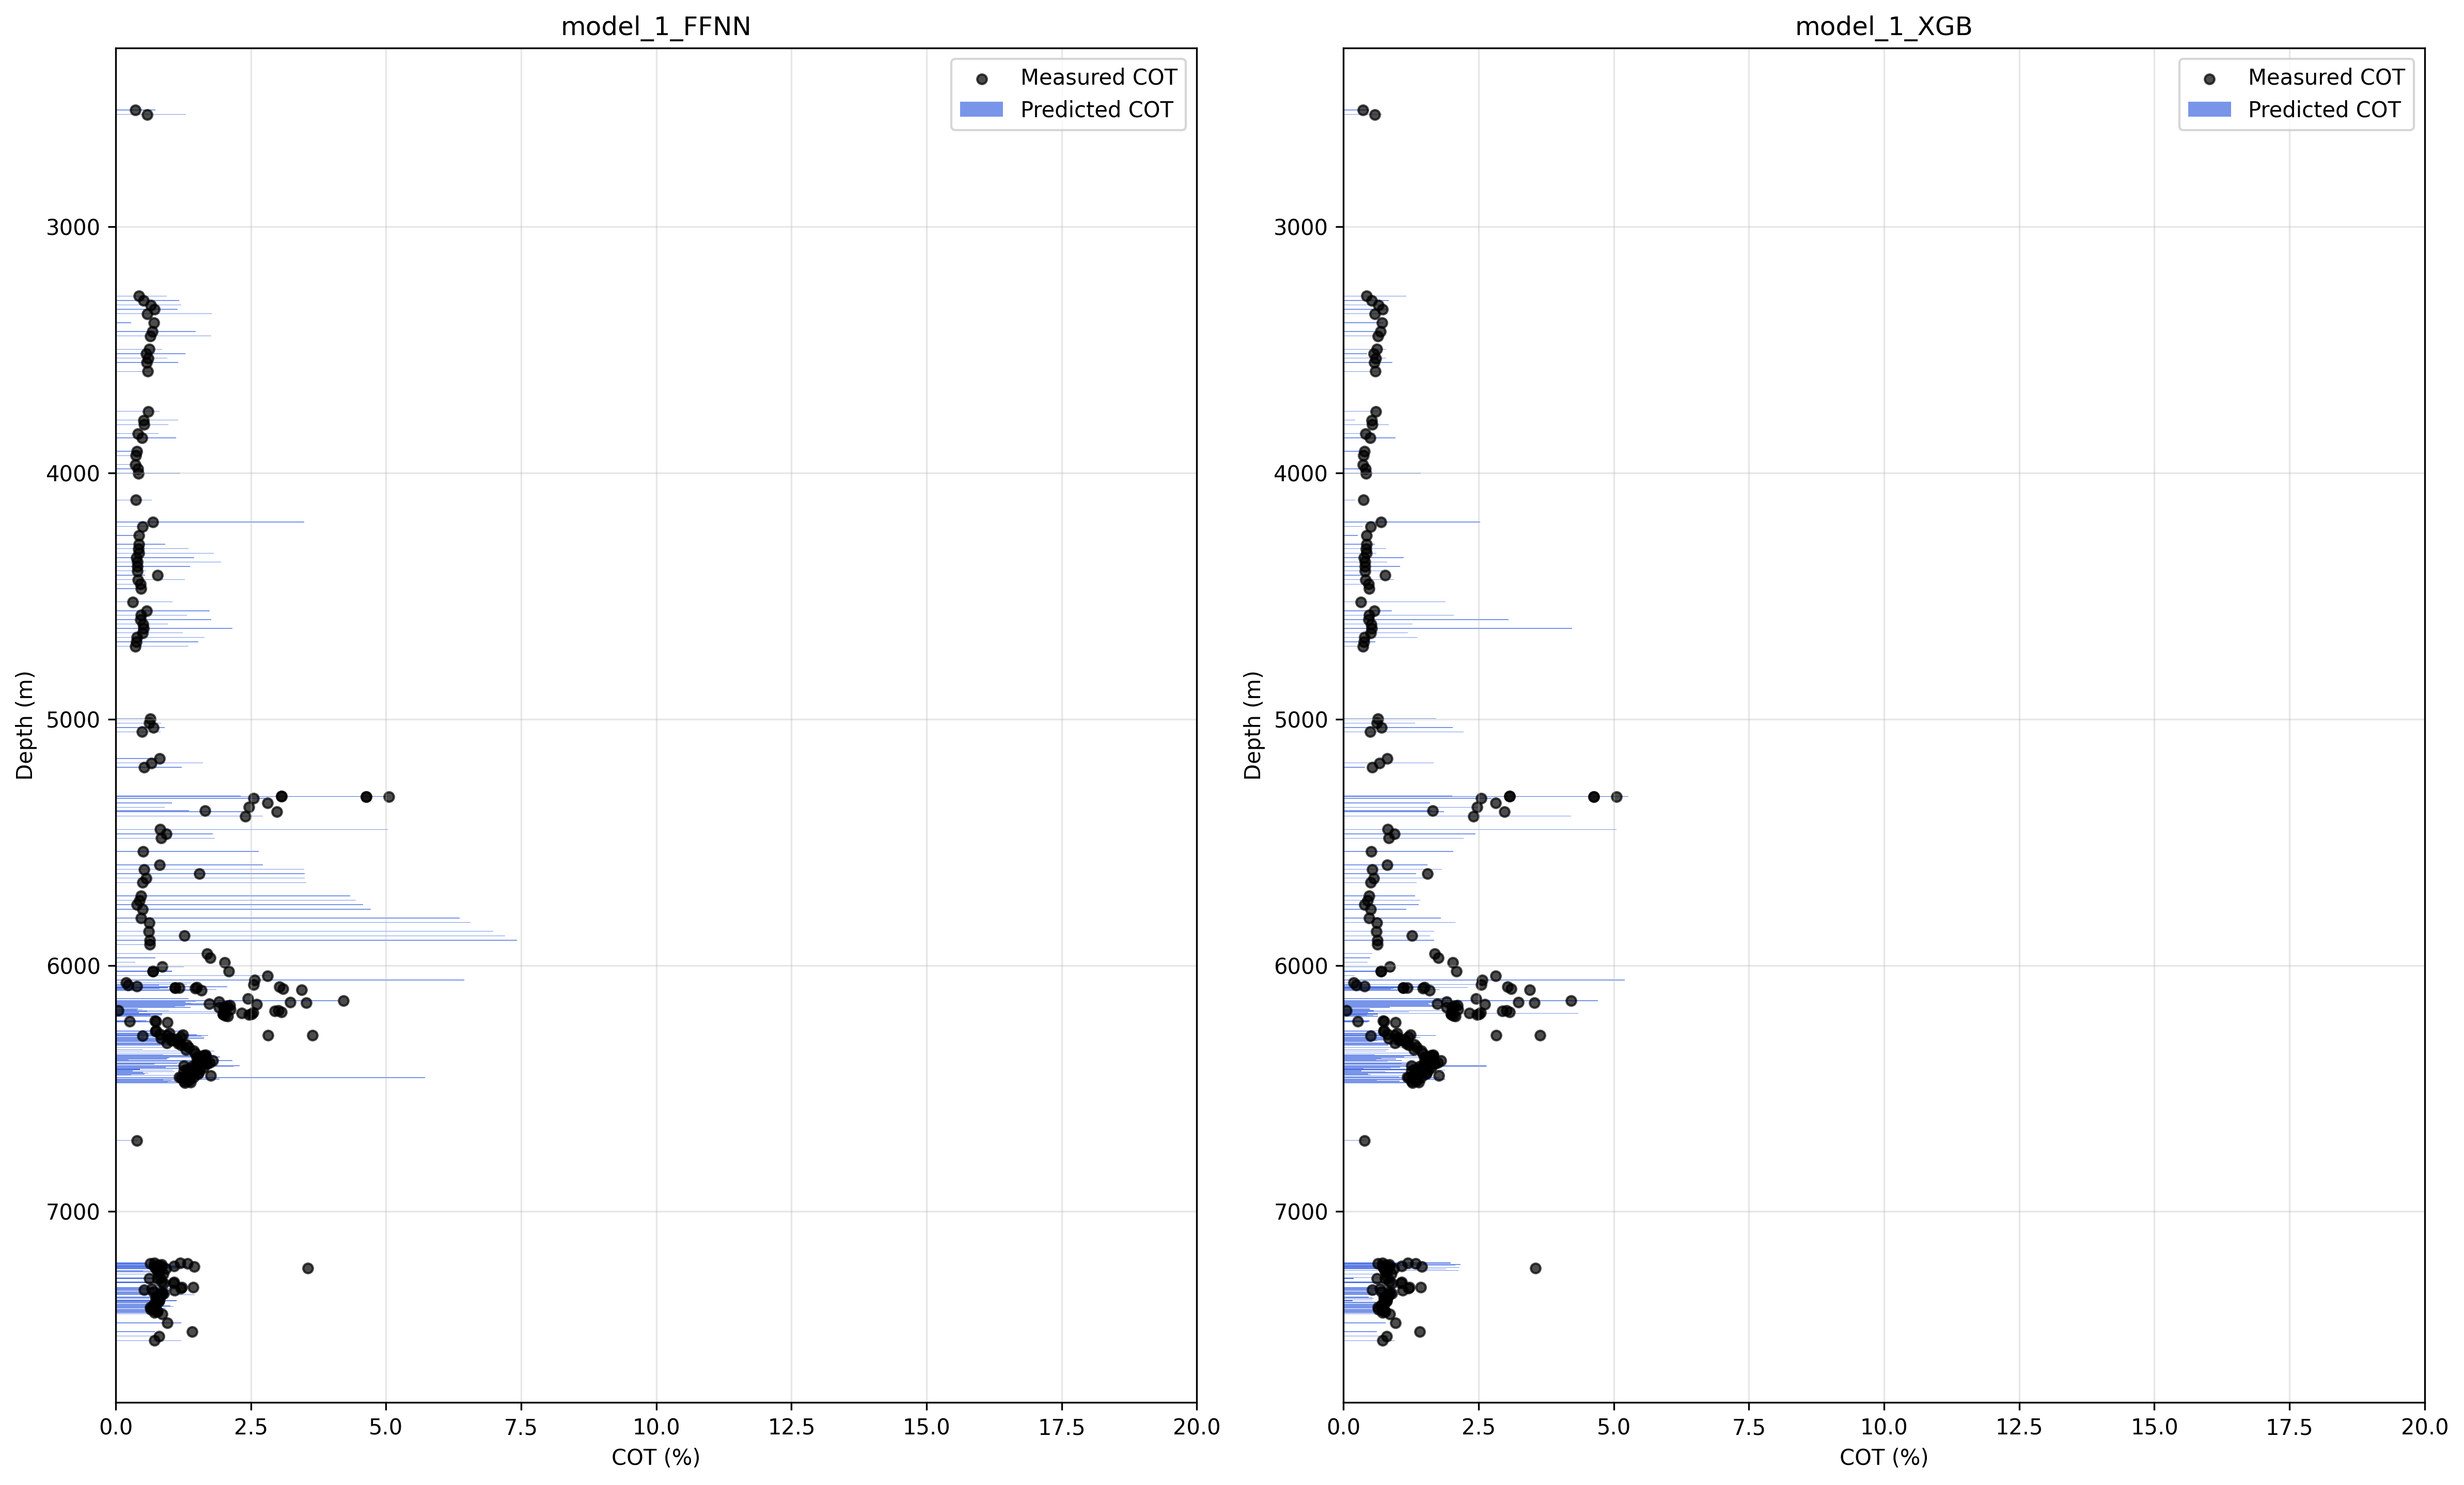 model_1_FFNN
Measured COT
Predicted COT
3000
4000
5000
6000
7000
Depth (m)
0.0 2.5 5.0 7.5 10.0 12.5 15.0 17.5 20.0
COT (%)
model_1_XGB
Measured COT
Predicted COT
3000
4000
5000
6000
7000
Depth (m)
0.0 2.5 5.0 7.5 10.0 12.5 15.0 17.5 20.0
COT (%)